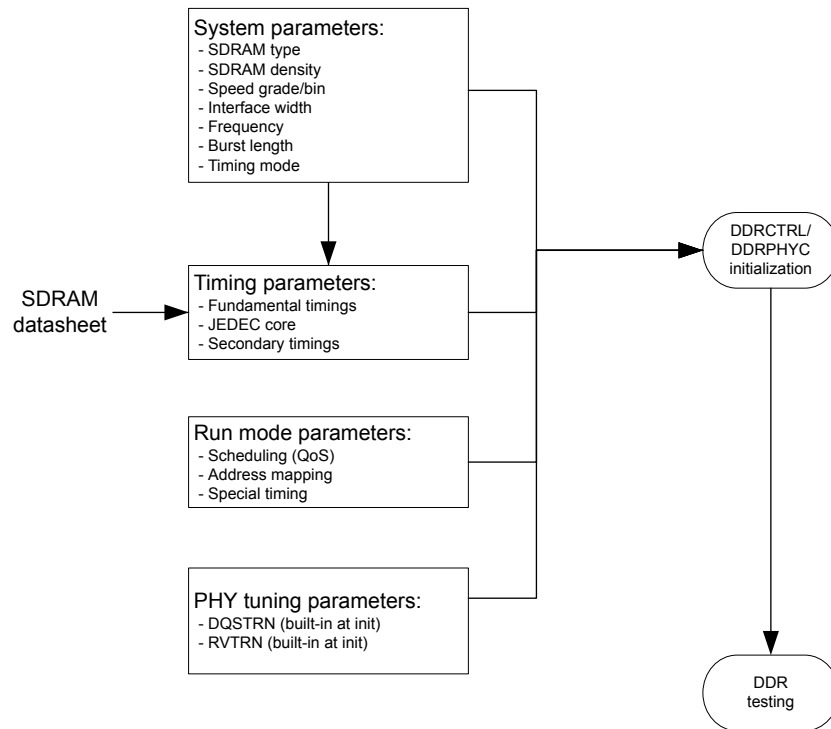 System parameters:
- SDRAM type
- SDRAM density
- Speed grade/bin
- Interface width
- Frequency
- Burst length
- Timing mode
SDRAM
datasheet
Timing parameters:
- Fundamental timings
- JEDEC core
- Secondary timings
Run mode parameters:
- Scheduling (QoS)
- Address mapping
- Special timing
PHY tuning parameters:
- DQSTRN (built-in at init)
- RVTRN (built-in at init)
DDRCTRL/
DDRPHYC
initialization
DDR
testing